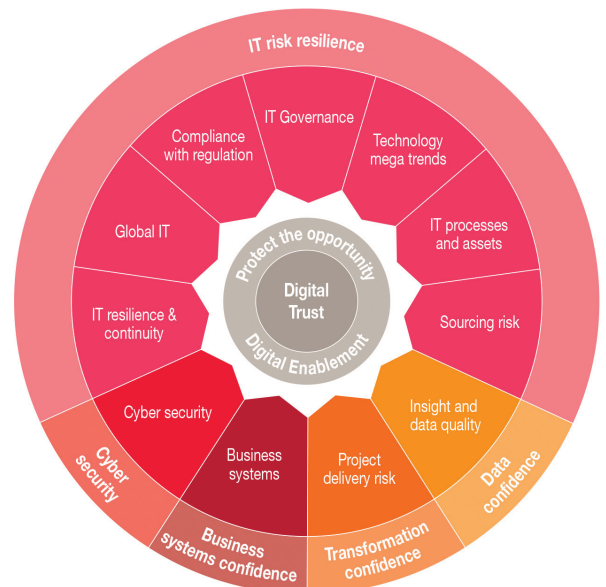 IT risk resilience
IT Governance
Compliance
with regulation
Technology
mega trends
Global IT
IT processes
and assets
Protect the opportunity
Digital
Trust
Digital Enablement
IT resilience &
continuity
Sourcing risk
Cyber security
Insight and
data quality
Business
systems
Project
delivery risk
Cyber
security
Business
systems confidence
Transformation
confidence
Data
confidence